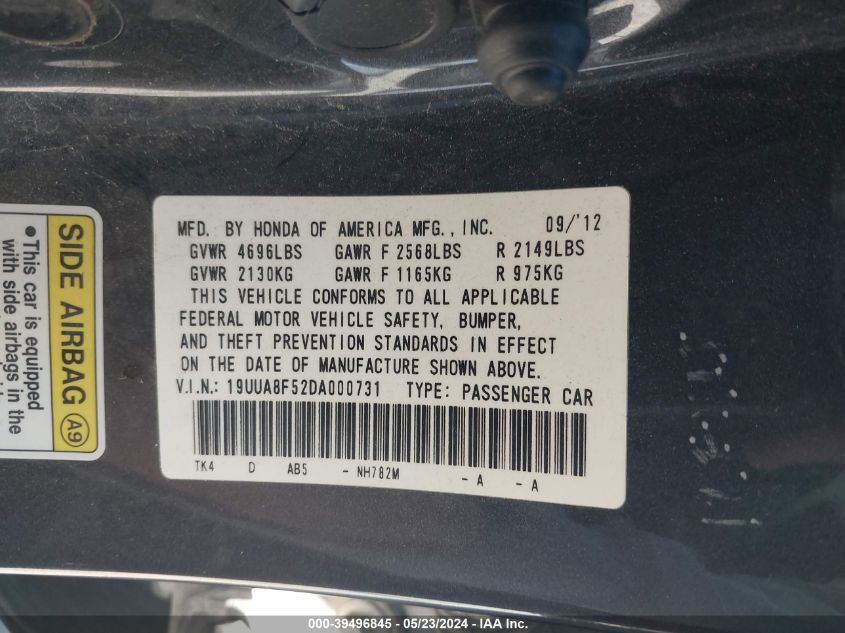 MFD. BY HONDA OF AMERICA MFG., INC. 09/'12
GVWR 4696LBS GAWR F 2568LBS R 2149LBS
GVWR 2130KG GAWR F 1165KG R 975KG
THIS VEHICLE CONFORMS TO ALL APPLICABLE
FEDERAL MOTOR VEHICLE SAFETY, BUMPER,
AND THEFT PREVENTION STANDARDS IN EFFECT
ON THE DATE OF MANUFACTURE SHOWN ABOVE.
V.I.N.: 19UUA8F52DA000731 TYPE: PASSENGER CAR
TK4 D AB5 - NH782M - A - A
SIDE AIRBAG A9
•This car is equipped
with side airbags in the
000-39496845 - 05/23/2024 - IAA Inc.